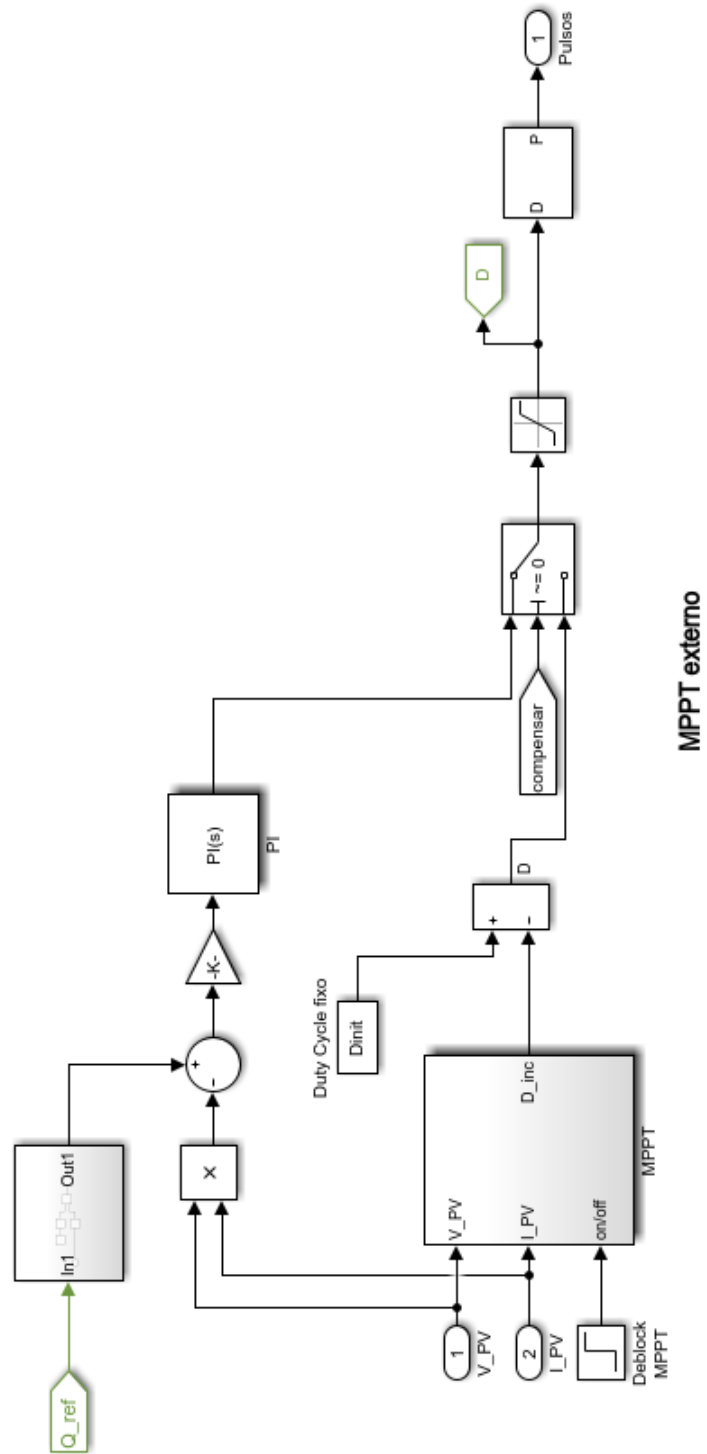 Q_ref
In1
Out1
×
+
-
-K-
PI(s)
PI
Duty Cycle fixo
Dinit
1
V_PV
2
I_PV
Deblock
MPPT
V_PV
I_PV
on/off
D_inc
MPPT
+
-
D
compensar
~= 0
D
D
P
1
Pulsos
MPPT externo